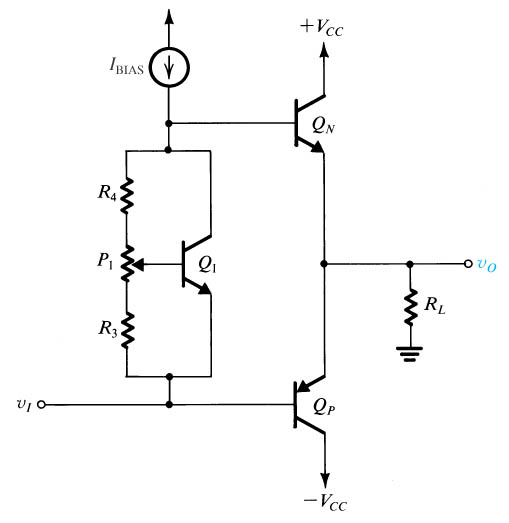 +V_CC
I_BIAS
Q_N
R_4
P_1
Q_1
v_O
R_3
R_L
v_I
Q_P
−V_CC